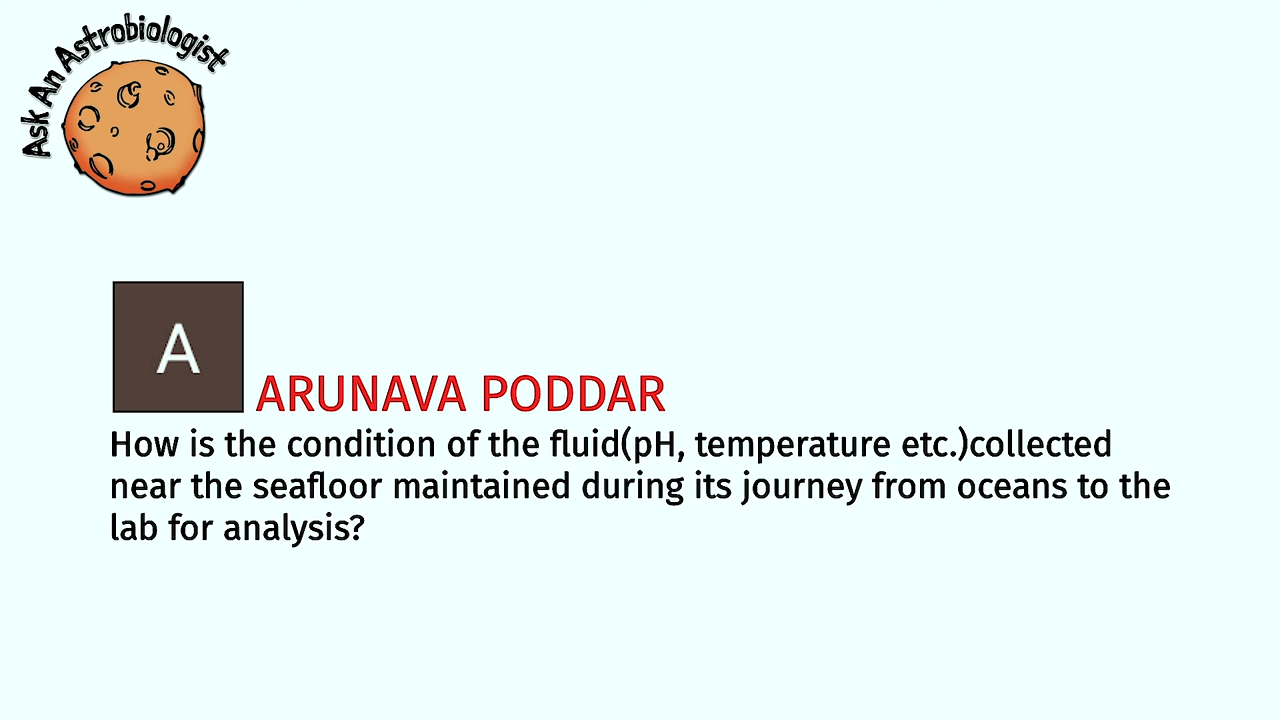 Ask An Astrobiologist
A
ARUNAVA PODDAR
How is the condition of the fluid(pH, temperature etc.)collected
near the seafloor maintained during its journey from oceans to the
lab for analysis?